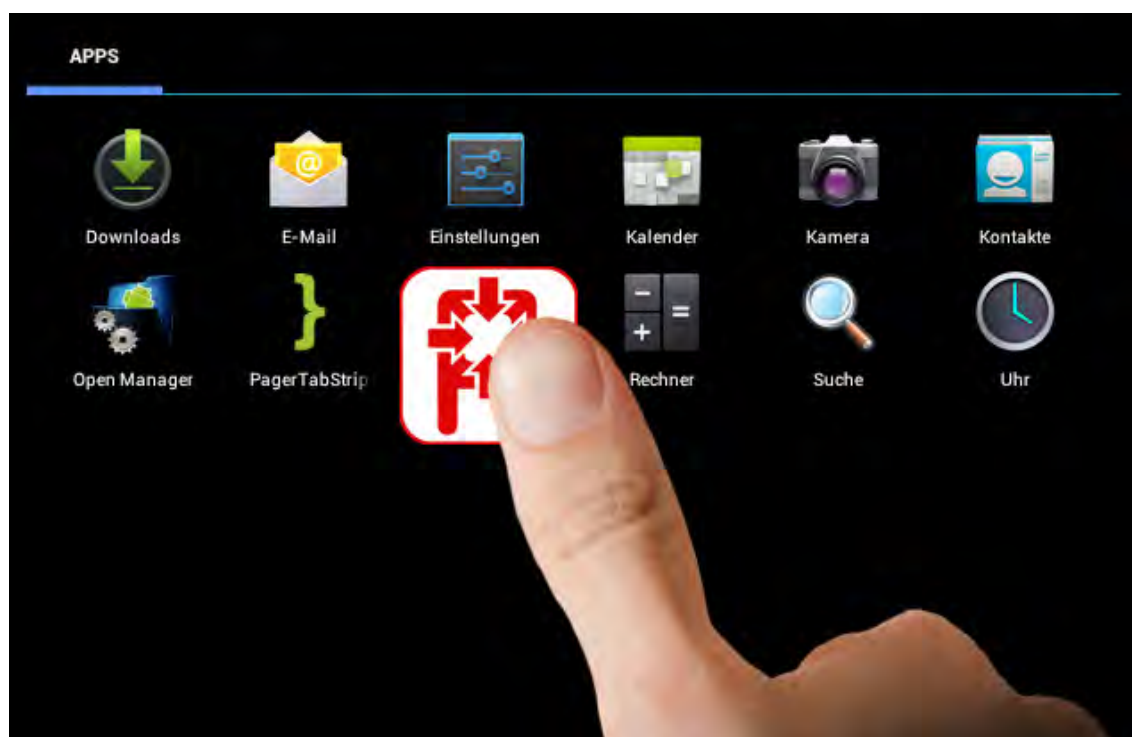 APPS
Downloads
E-Mail
Einstellungen
Kalender
Kamera
Kontakte
Open Manager
PagerTabStrip
Rechner
Suche
Uhr